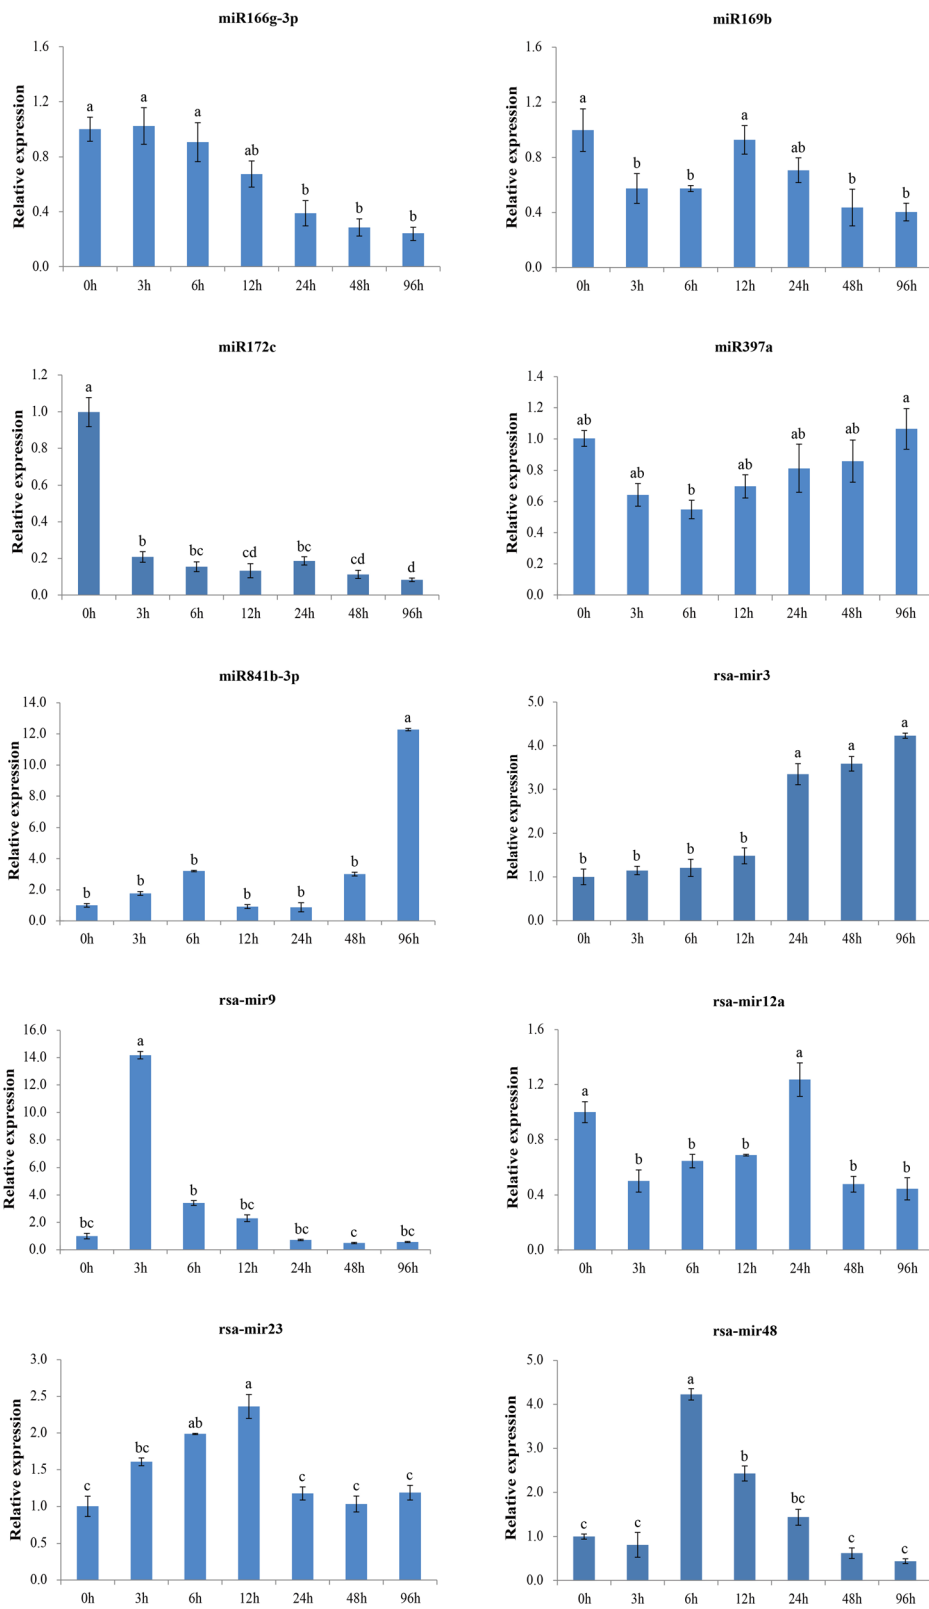 miR166g-3p
Relative expression
1.6
1.2
0.8
0.4
0.0
a a a ab b b b
0h 3h 6h 12h 24h 48h 96h
miR169b
Relative expression
1.6
1.2
0.8
0.4
0.0
a b b a ab b b
0h 3h 6h 12h 24h 48h 96h
miR172c
Relative expression
1.2
1.0
0.8
0.6
0.4
0.2
0.0
a b bc cd bc cd d
0h 3h 6h 12h 24h 48h 96h
miR397a
Relative expression
1.4
1.2
1.0
0.8
0.6
0.4
0.2
0.0
ab ab b ab ab ab a
0h 3h 6h 12h 24h 48h 96h
miR841b-3p
Relative expression
14.0
12.0
10.0
8.0
6.0
4.0
2.0
0.0
b b b b b b a
0h 3h 6h 12h 24h 48h 96h
rsa-mir3
Relative expression
5.0
4.0
3.0
2.0
1.0
0.0
b b b b a a a
0h 3h 6h 12h 24h 48h 96h
rsa-mir9
Relative expression
16.0
14.0
12.0
10.0
8.0
6.0
4.0
2.0
0.0
bc a b bc bc c bc
0h 3h 6h 12h 24h 48h 96h
rsa-mir12a
Relative expression
1.6
1.2
0.8
0.4
0.0
a b b b a b b
0h 3h 6h 12h 24h 48h 96h
rsa-mir23
Relative expression
3.0
2.5
2.0
1.5
1.0
0.5
0.0
c bc ab a c c c
0h 3h 6h 12h 24h 48h 96h
rsa-mir48
Relative expression
5.0
4.0
3.0
2.0
1.0
0.0
c c a b bc c c
0h 3h 6h 12h 24h 48h 96h